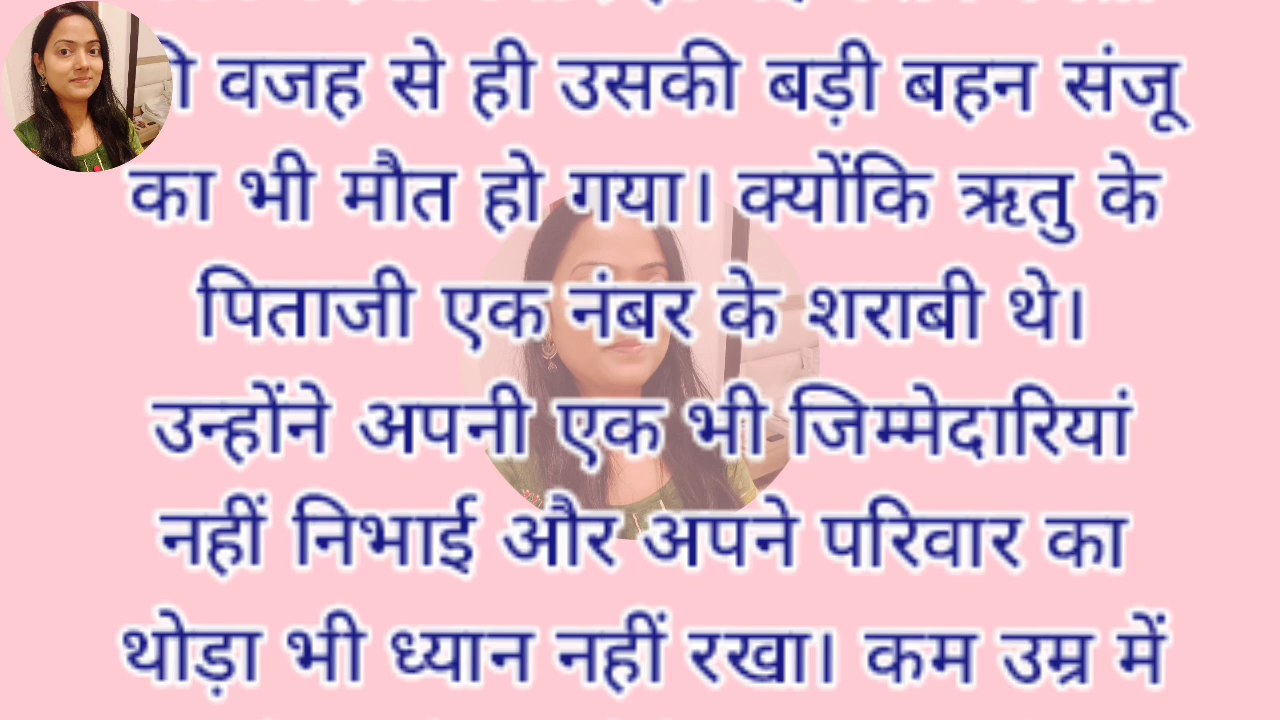 वजह से ही उसकी बड़ी बहन संजू
का भी मौत हो गया। क्योंकि ऋतु के
पिताजी एक नंबर के शराबी थे।
उन्होंने अपनी एक भी जिम्मेदारियां
नहीं निभाई और अपने परिवार का
थोड़ा भी ध्यान नहीं रखा। कम उम्र में